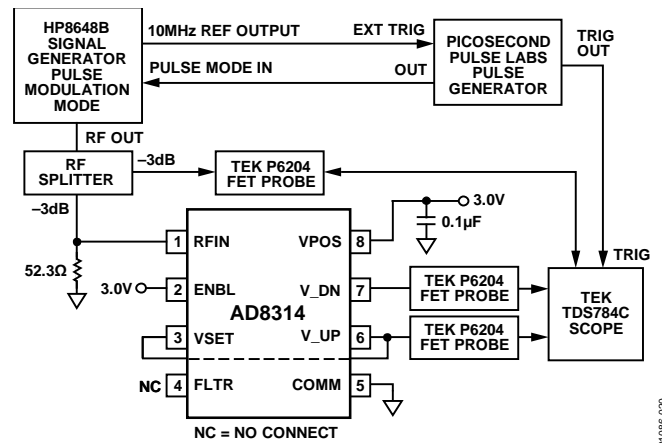 HP8648B
SIGNAL
GENERATOR
PULSE
MODULATION
MODE
10MHz REF OUTPUT
EXT TRIG
PULSE MODE IN
OUT
PICOSECOND
PULSE LABS
PULSE
GENERATOR
TRIG
OUT
RF OUT
RF
SPLITTER
–3dB
–3dB
TEK P6204
FET PROBE
3.0V
0.1µF
TRIG
52.3Ω
3.0V
1 RFIN
VPOS 8
2 ENBL
V_DN 7
AD8314
3 VSET
V_UP 6
NC 4 FLTR
COMM 5
TEK P6204
FET PROBE
TEK P6204
FET PROBE
TEK
TDS784C
SCOPE
NC = NO CONNECT